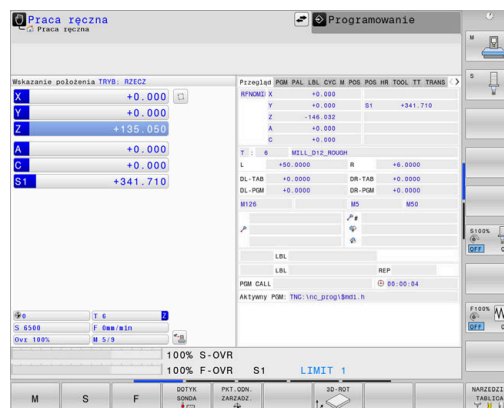 Praca ręczna
Praca ręczna
Programowanie
Wskazanie położenia TRYB: RZECZ
X +0.000
Y +0.000
Z +135.050
A +0.000
C +0.000
S1 +341.710
0 T 6 Z
S 6500 F 0mm/min
Ovr 100% M 5/9
Przegląd PGM PAL LBL CYC M POS POS HR TOOL TT TRANS
RFNOMI X +0.000
Y +0.000 S1 +341.710
Z -146.032
A +0.000
C +0.000
T : 6 MILL_D12_ROUGH
L +50.0000 R +6.0000
DL-TAB +0.0000 DR-TAB +0.0000
DL-PGM +0.0000 DR-PGM +0.0000
M126 M5 M50
LBL
LBL REP
PGM CALL 00:00:04
Aktywny PGM: TNC:\nc_prog\$mdi.h
100% S-OVR
100% F-OVR S1 LIMIT 1
M
S
F
DOTYK SONDA
PKT.ODN. ZARZADZ.
3D-ROT
NARZEDZI
TABLIC
M
S
S100%
OFF
F100%
OFF